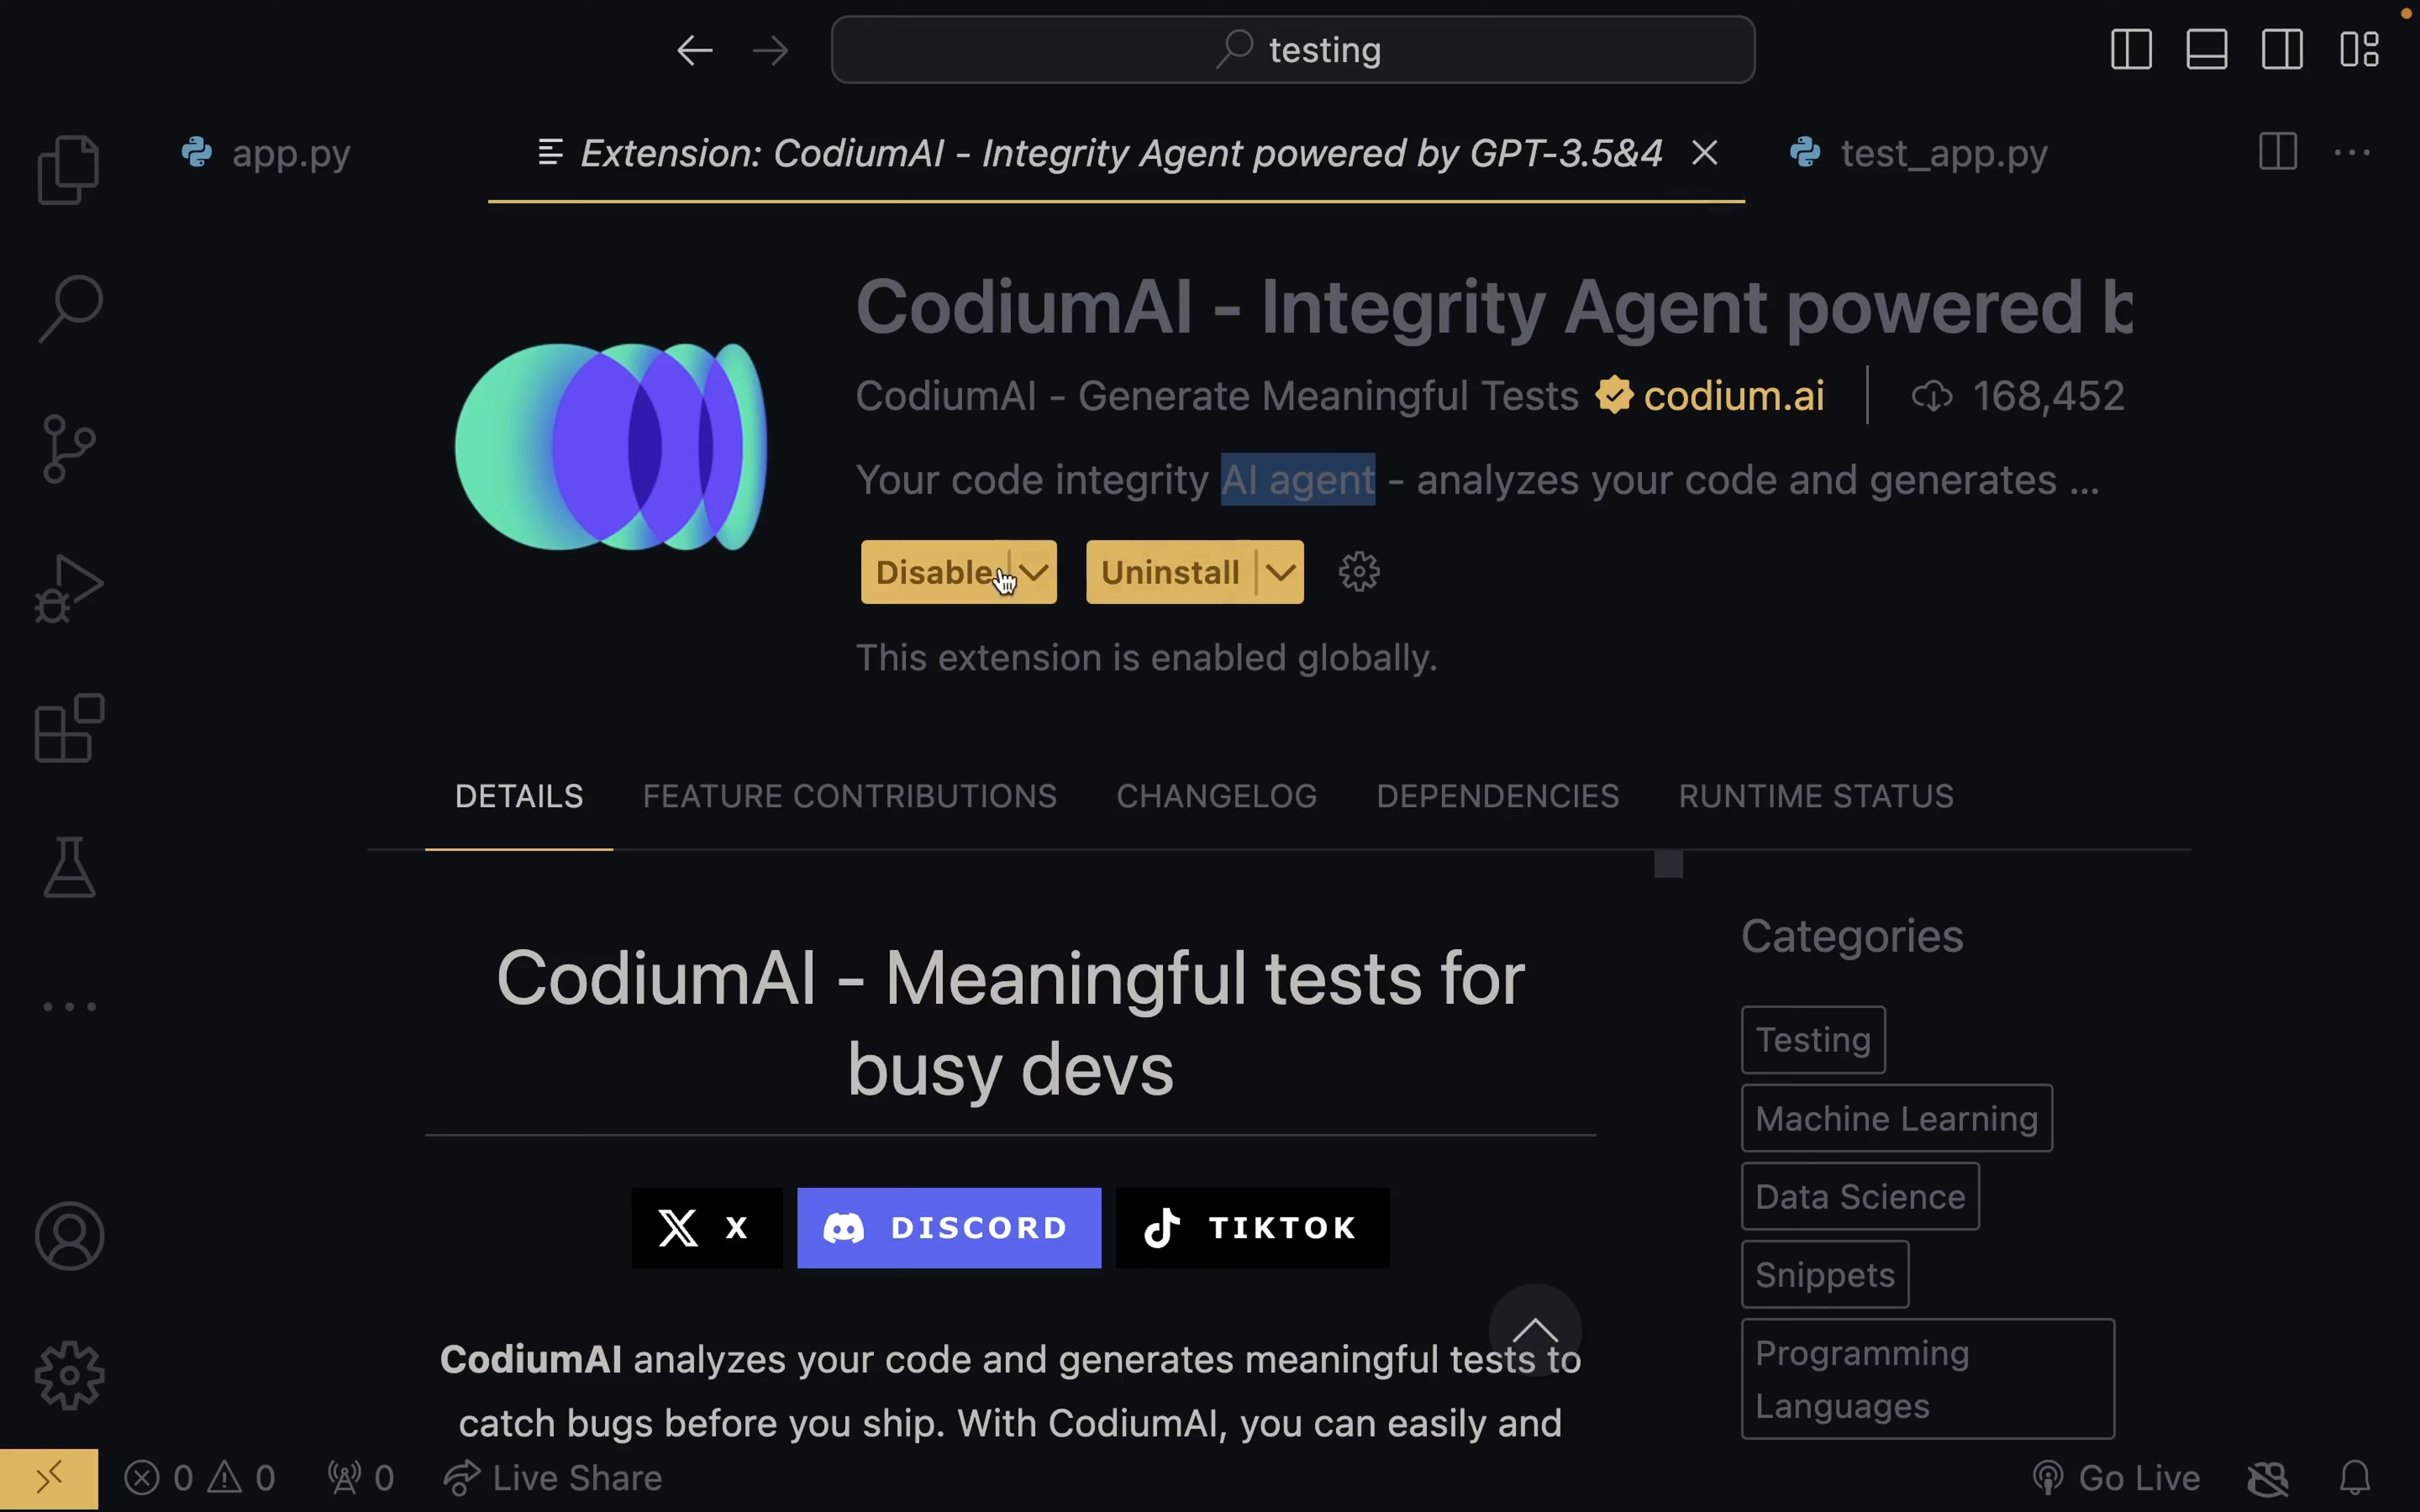 testing
app.py
Extension: CodiumAI - Integrity Agent powered by GPT-3.5&4
test_app.py
CodiumAI - Integrity Agent powered b
CodiumAI - Generate Meaningful Tests codium.ai 168,452
Your code integrity AI agent - analyzes your code and generates ...
Disable Uninstall
This extension is enabled globally.
DETAILS FEATURE CONTRIBUTIONS CHANGELOG DEPENDENCIES RUNTIME STATUS
CodiumAI - Meaningful tests for
busy devs
X DISCORD TIKTOK
CodiumAI analyzes your code and generates meaningful tests to
catch bugs before you ship. With CodiumAI, you can easily and
Categories
Testing
Machine Learning
Data Science
Snippets
Programming
Languages
0 0 0 Live Share
Go Live